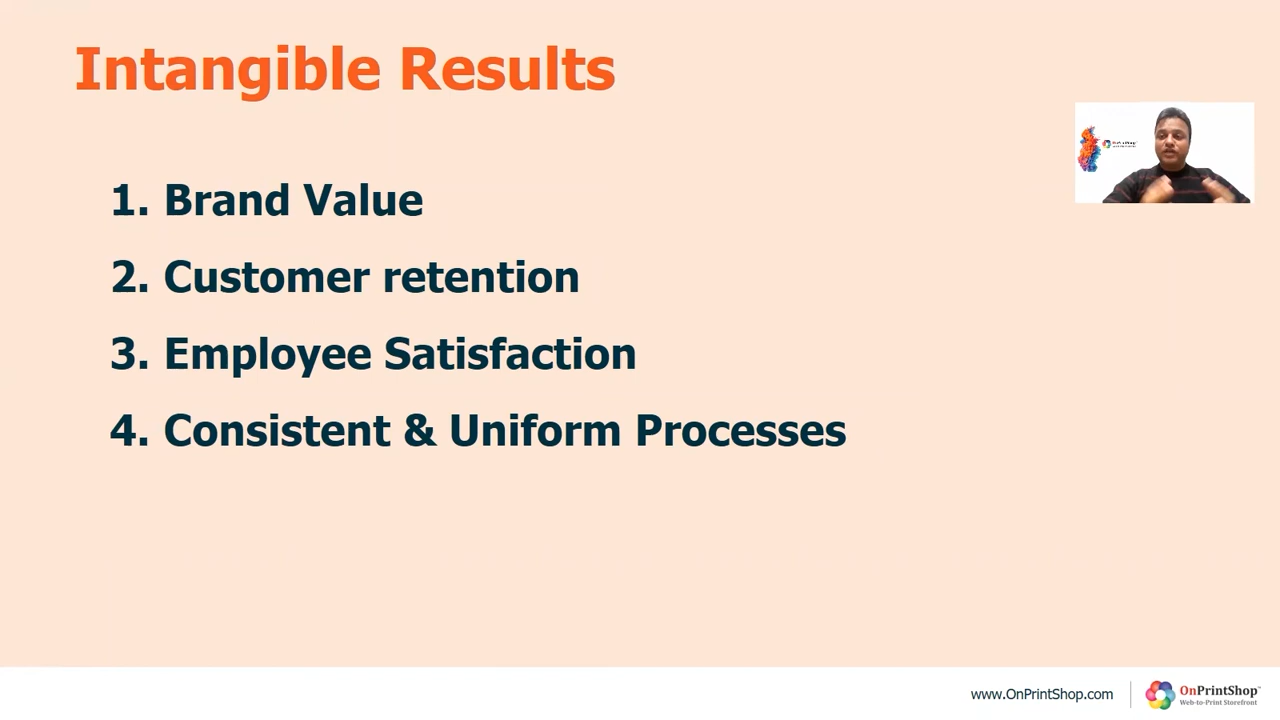 Intangible Results
1. Brand Value
2. Customer retention
3. Employee Satisfaction
4. Consistent & Uniform Processes
www.OnPrintShop.com
OnPrintShop™
Web-to-Print Storefront